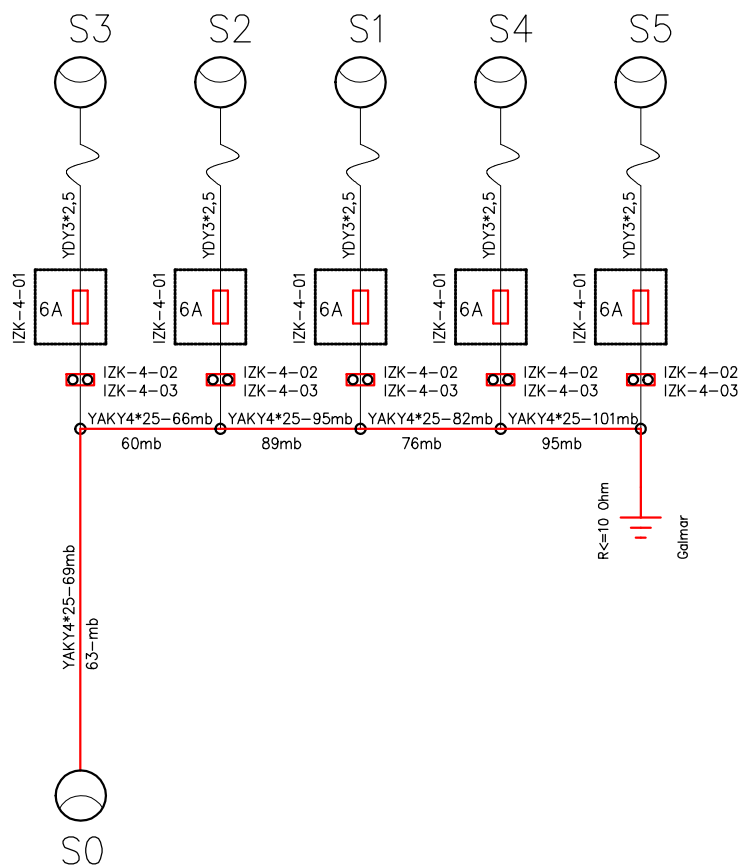 S3 S2 S1 S4 S5
YDY3*2,5 YDY3*2,5 YDY3*2,5 YDY3*2,5 YDY3*2,5
IZK-4-01 IZK-4-01 IZK-4-01 IZK-4-01 IZK-4-01
6A 6A 6A 6A 6A
IZK-4-02 IZK-4-02 IZK-4-02 IZK-4-02 IZK-4-02
IZK-4-03 IZK-4-03 IZK-4-03 IZK-4-03 IZK-4-03
YAKY4*25-66mb YAKY4*25-95mb YAKY4*25-82mb YAKY4*25-101mb
60mb 89mb 76mb 95mb
R<=10 Ohm
Galmar
YAKY4*25-69mb
63-mb
S0